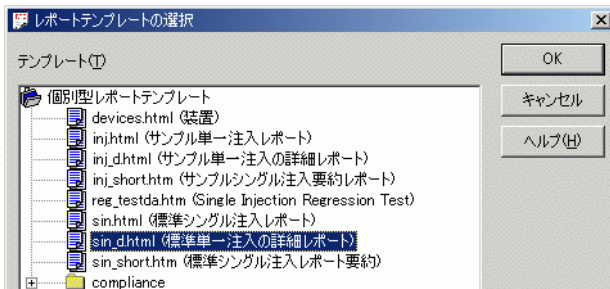 レポートテンプレートの選択
テンプレート(T)
OK
キャンセル
ヘルプ(H)
個別型レポートテンプレート
devices.html (装置)
inj.html (サンプル単一注入レポート)
inj_d.html (サンプル単一注入の詳細レポート)
inj_short.htm (サンプルシングル注入要約レポート)
reg_testda.htm (Single Injection Regression Test)
sin.html (標準シングル注入レポート)
sin_d.html (標準単一注入の詳細レポート)
sin_short.htm (標準シングル注入レポート要約)
compliance